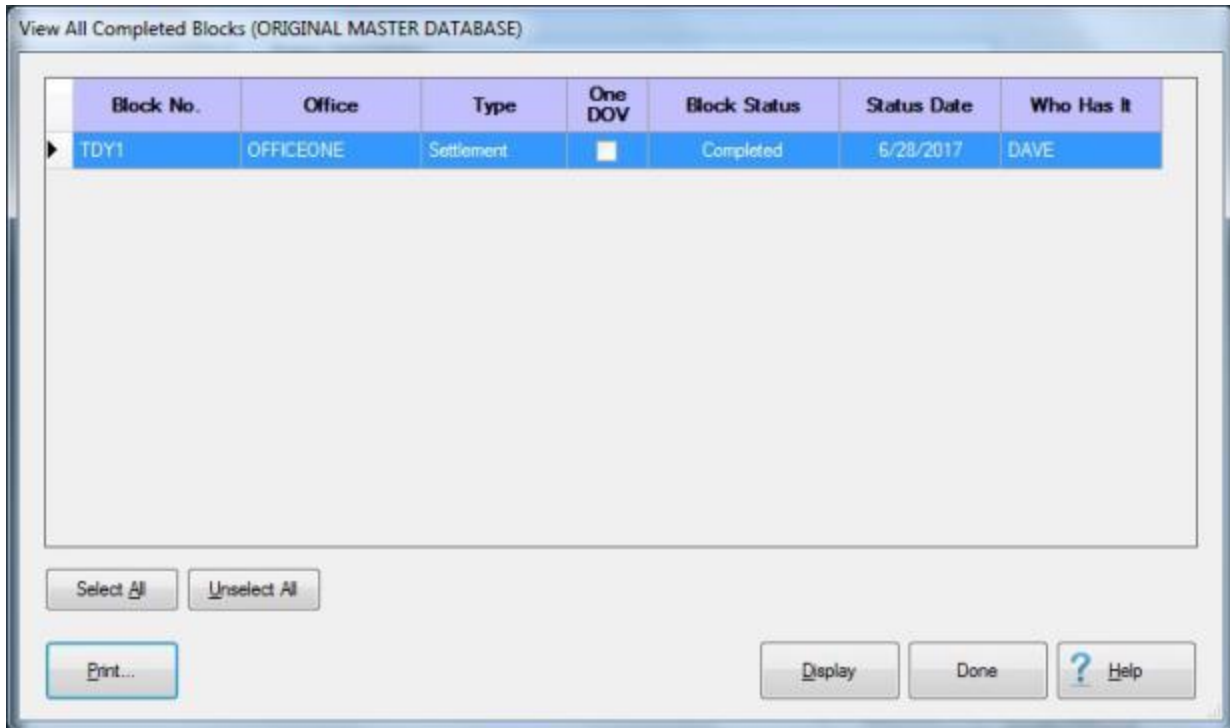 View All Completed Blocks (ORIGINAL MASTER DATABASE)
Block No. Office Type One DOV Block Status Status Date Who Has It
TDY1 OFFICEONE Settlement Completed 6/28/2017 DAVE
Select All Unselect All
Print... Display Done ? Help